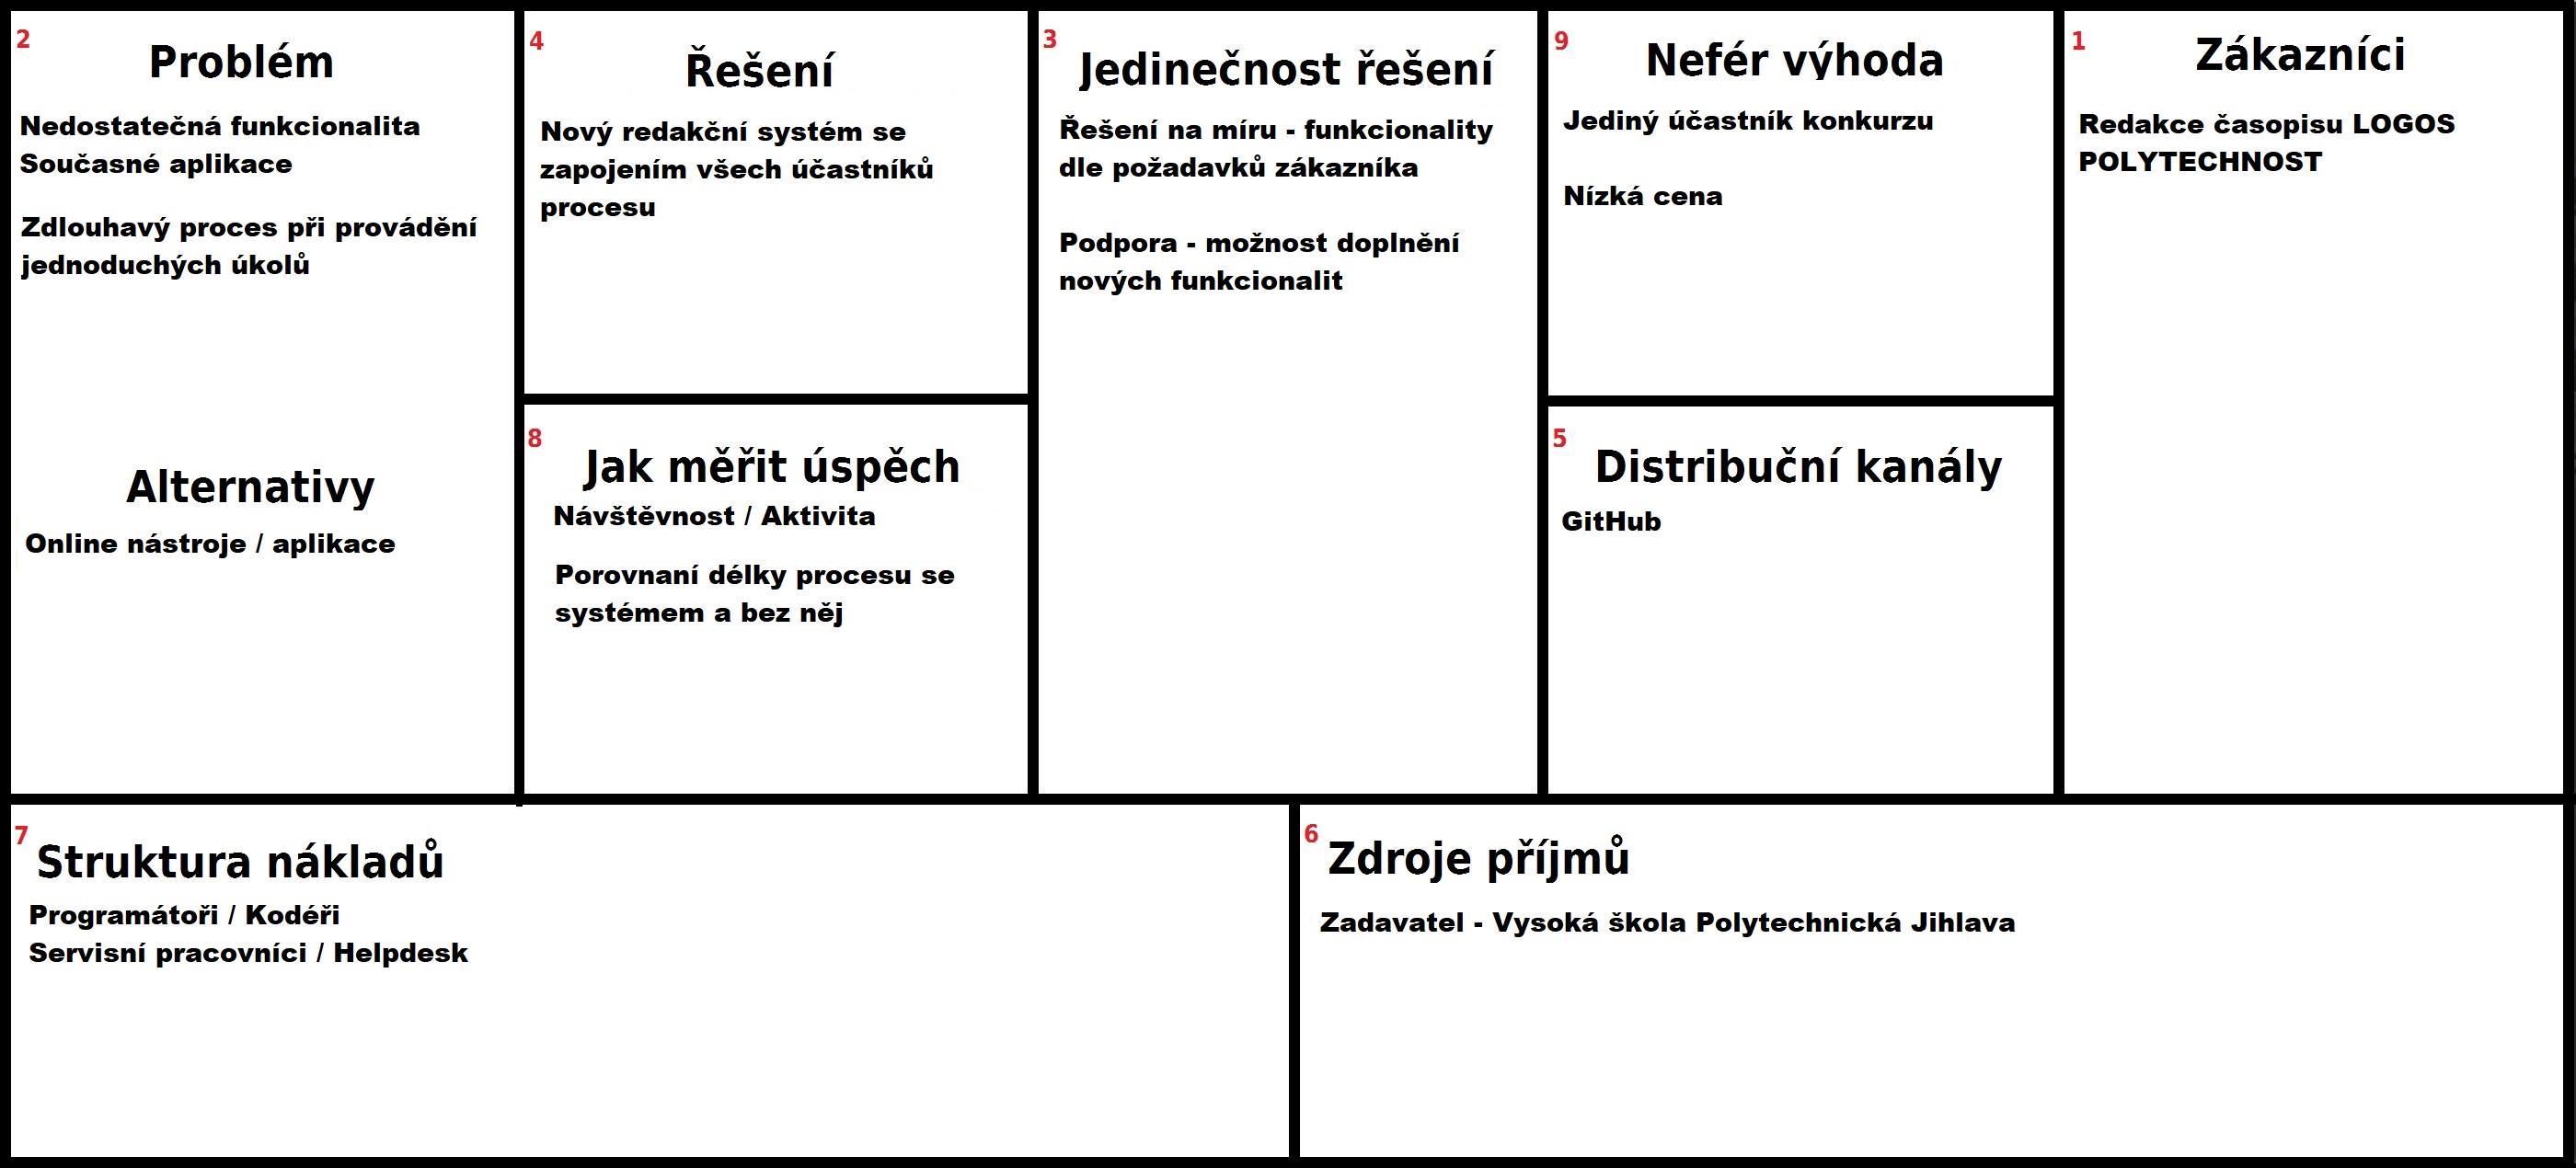 2
Problém
Nedostatečná funkcionalita
Současné aplikace
Zdlouhavý proces při provádění
jednoduchých úkolů
Alternativy
Online nástroje / aplikace
4
Řešení
Nový redakční systém se
zapojením všech účastníků
procesu
8
Jak měřit úspěch
Návštěvnost / Aktivita
Porovnaní délky procesu se
systémem a bez něj
3
Jedinečnost řešení
Řešení na míru - funkcionality
dle požadavků zákazníka
Podpora - možnost doplnění
nových funkcionalit
9
Nefér výhoda
Jediný účastník konkurzu
Nízká cena
5
Distribuční kanály
GitHub
1
Zákazníci
Redakce časopisu LOGOS
POLYTECHNOST
7
Struktura nákladů
Programátoři / Kodéři
Servisní pracovníci / Helpdesk
6
Zdroje příjmů
Zadavatel - Vysoká škola Polytechnická Jihlava